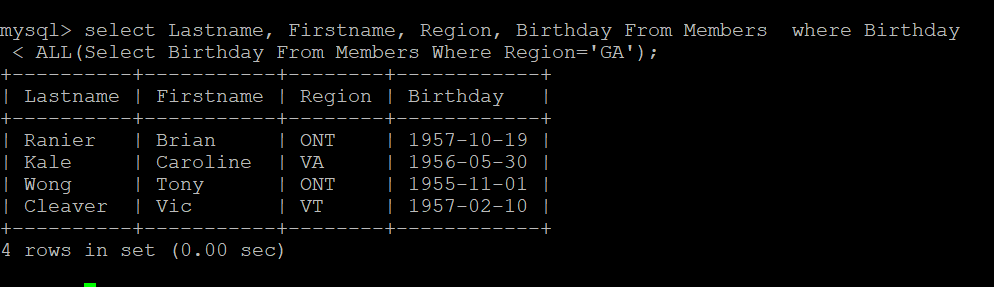 mysql> select Lastname, Firstname, Region, Birthday From Members  where Birthday
 < ALL(Select Birthday From Members Where Region='GA');
+----------+-----------+--------+------------+
| Lastname | Firstname | Region | Birthday   |
+----------+-----------+--------+------------+
| Ranier   | Brian     | ONT    | 1957-10-19 |
| Kale     | Caroline  | VA     | 1956-05-30 |
| Wong     | Tony      | ONT    | 1955-11-01 |
| Cleaver  | Vic       | VT     | 1957-02-10 |
+----------+-----------+--------+------------+
4 rows in set (0.00 sec)